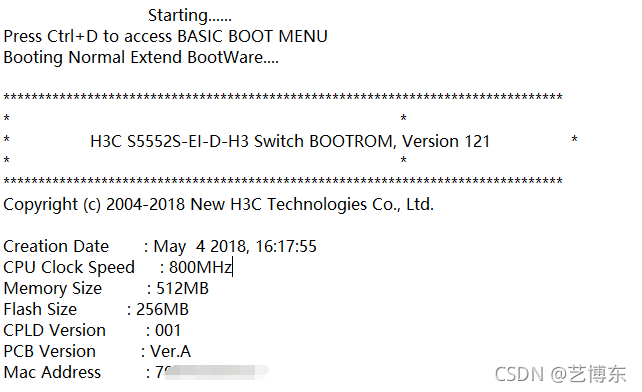 Starting......
Press Ctrl+D to access BASIC BOOT MENU
Booting Normal Extend BootWare....
********************************************************************************
* *
* H3C S5552S-EI-D-H3 Switch BOOTROM, Version 121 *
* *
********************************************************************************
Copyright (c) 2004-2018 New H3C Technologies Co., Ltd.
Creation Date : May 4 2018, 16:17:55
CPU Clock Speed : 800MHz
Memory Size : 512MB
Flash Size : 256MB
CPLD Version : 001
PCB Version : Ver.A
Mac Address :
CSDN @艺博东